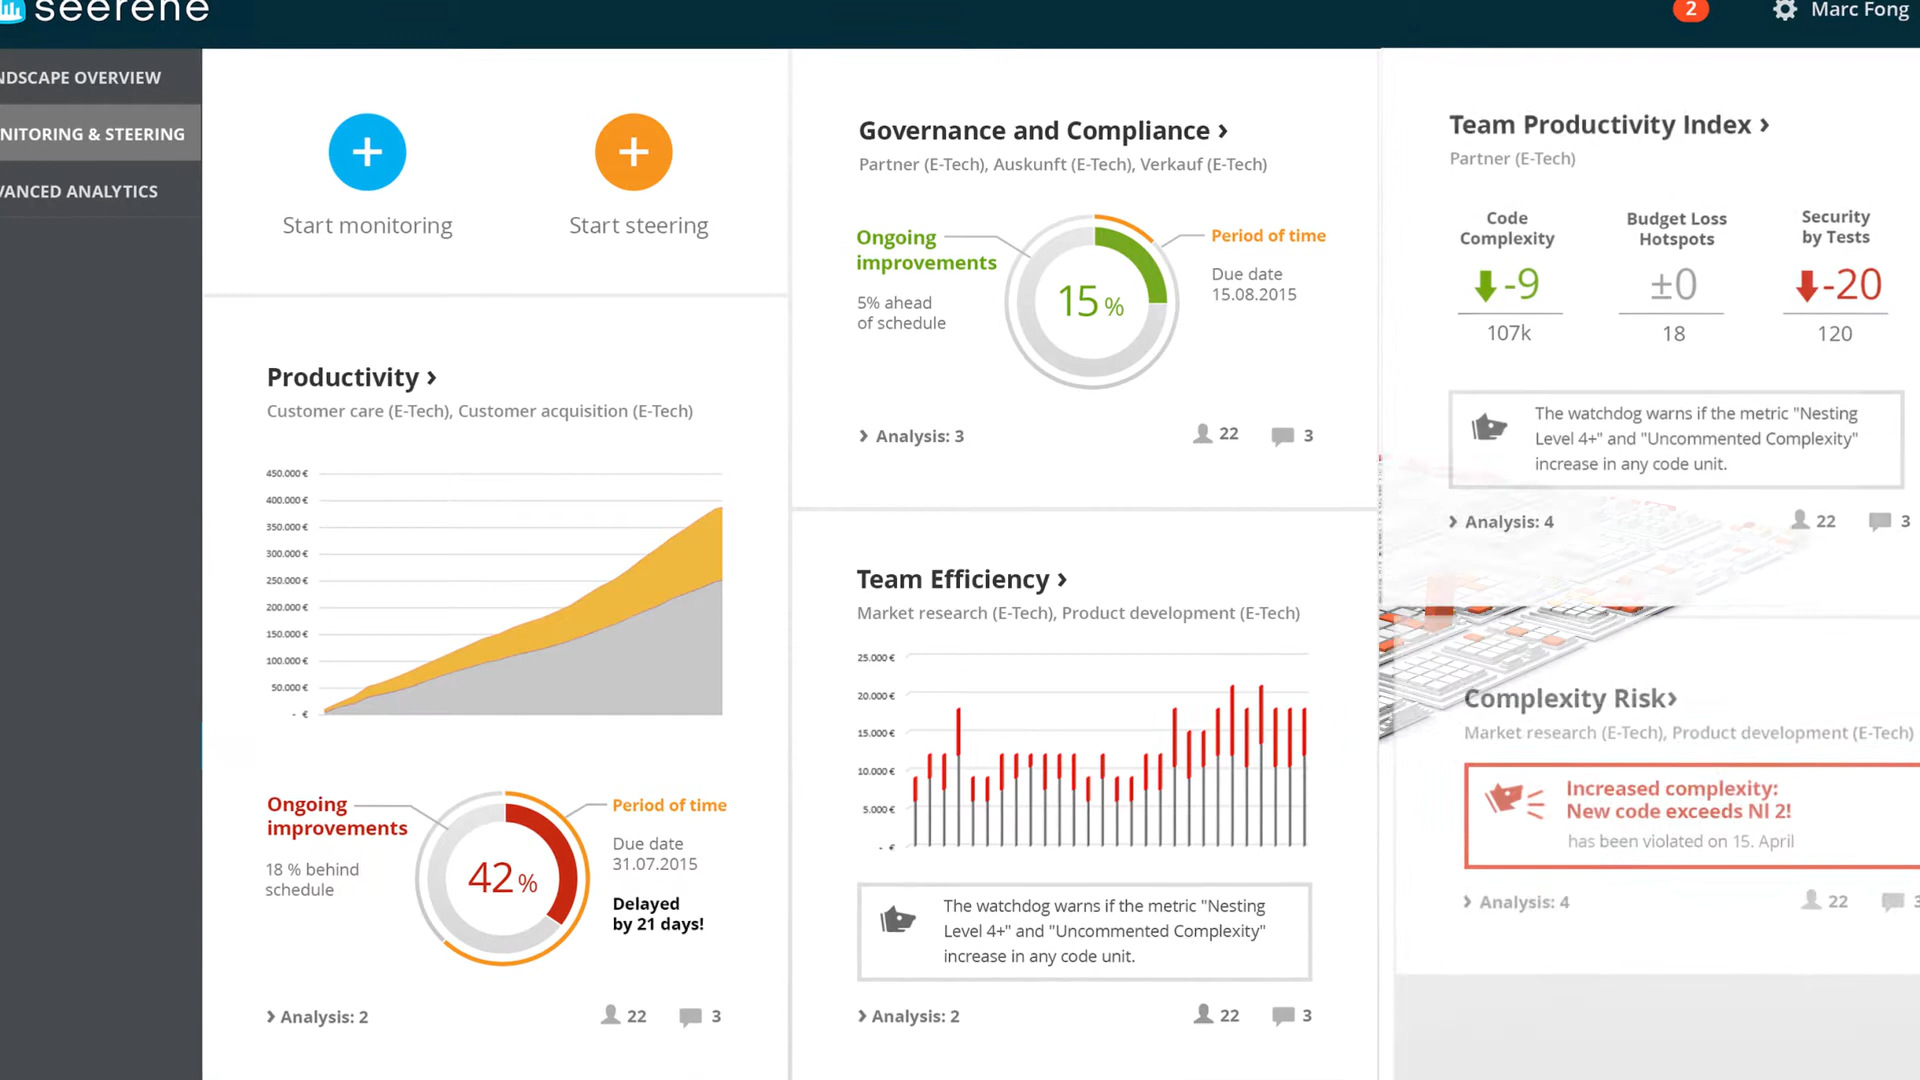 seerene
2
Marc Fong
NDSCAPE OVERVIEW
NITORING & STEERING
VANCED ANALYTICS
Start monitoring
Start steering
Productivity ›
Customer care (E-Tech), Customer acquisition (E-Tech)
450.000 €
400.000 €
350.000 €
300.000 €
250.000 €
200.000 €
150.000 €
100.000 €
50.000 €
- €
Ongoing
improvements
18 % behind
schedule
42 %
Period of time
Due date
31.07.2015
Delayed
by 21 days!
› Analysis: 2
22
3
Governance and Compliance ›
Partner (E-Tech), Auskunft (E-Tech), Verkauf (E-Tech)
Ongoing
improvements
5% ahead
of schedule
15 %
Period of time
Due date
15.08.2015
› Analysis: 3
22
3
Team Efficiency ›
Market research (E-Tech), Product development (E-Tech)
25.000 €
20.000 €
15.000 €
10.000 €
5.000 €
- €
The watchdog warns if the metric "Nesting
Level 4+" and "Uncommented Complexity"
increase in any code unit.
› Analysis: 2
22
3
Team Productivity Index ›
Partner (E-Tech)
Code
Complexity
-9
107k
Budget Loss
Hotspots
±0
18
Security
by Tests
-20
120
The watchdog warns if the metric "Nesting
Level 4+" and "Uncommented Complexity"
increase in any code unit.
› Analysis: 4
22
3
Complexity Risk›
Market research (E-Tech), Product development (E-Tech)
Increased complexity:
New code exceeds NI 2!
has been violated on 15. April
› Analysis: 4
22
3